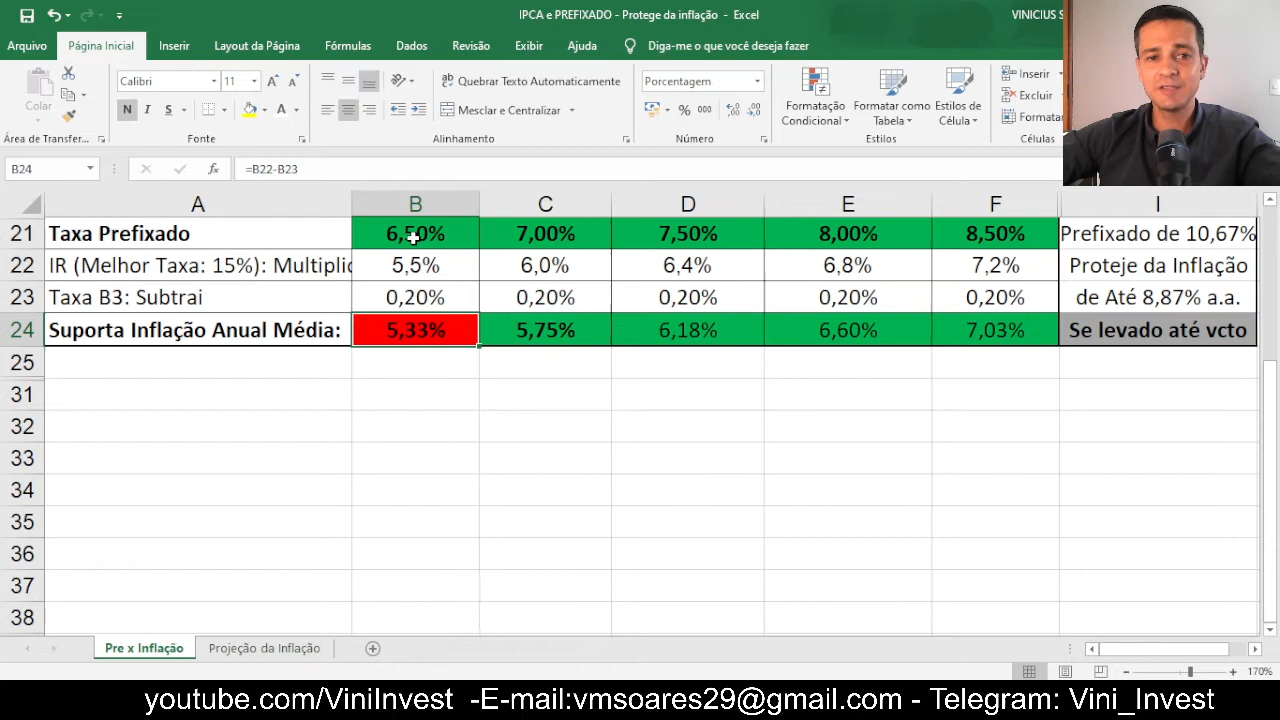 IPCA e PREFIXADO - Protege da inflação - Excel
VINICIUS S
Arquivo Página Inicial Inserir Layout da Página Fórmulas Dados Revisão Exibir Ajuda Diga-me o que você deseja fazer
Colar
Calibri 11
N I S
Quebrar Texto Automaticamente
Mesclar e Centralizar
Porcentagem
% 000
Formatação Condicional
Formatar como Tabela
Estilos de Célula
Inserir
Excluir
Formatar
Área de Transfer... Fonte Alinhamento Número Estilos Células
B24 fx =B22-B23
A B C D E F I
21 Taxa Prefixado 6,50% 7,00% 7,50% 8,00% 8,50% Prefixado de 10,67%
22 IR (Melhor Taxa: 15%): Multiplic 5,5% 6,0% 6,4% 6,8% 7,2% Proteje da Inflação
23 Taxa B3: Subtrai 0,20% 0,20% 0,20% 0,20% 0,20% de Até 8,87% a.a.
24 Suporta Inflação Anual Média: 5,33% 5,75% 6,18% 6,60% 7,03% Se levado até vcto
25
31
32
33
34
35
36
37
38
Pre x Inflação Projeção da Inflação
170%
youtube.com/ViniInvest -E-mail:vmsoares29@gmail.com - Telegram: Vini_Invest